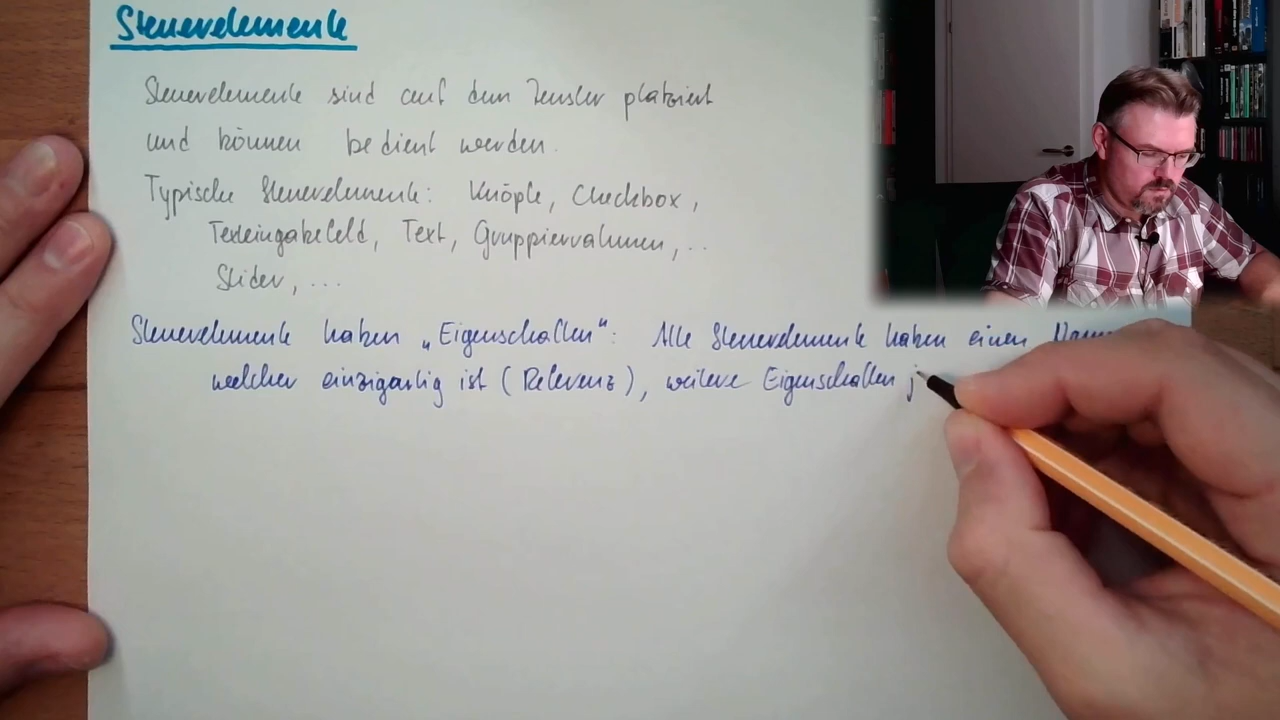 Steuerelemente
Steuerelemente sind auf dem Fenster platziert
und können bedient werden.
Typische Steuerelemente: Knöpfe, Checkbox,
Texteingabefeld, Text, Gruppierrahmen, ..
Slider, ...
Steuerelemente haben „Eigenschaften“: Alle Steuerelemente haben einen
welcher einzigartig ist (Relevanz), weitere Eigenschaften j